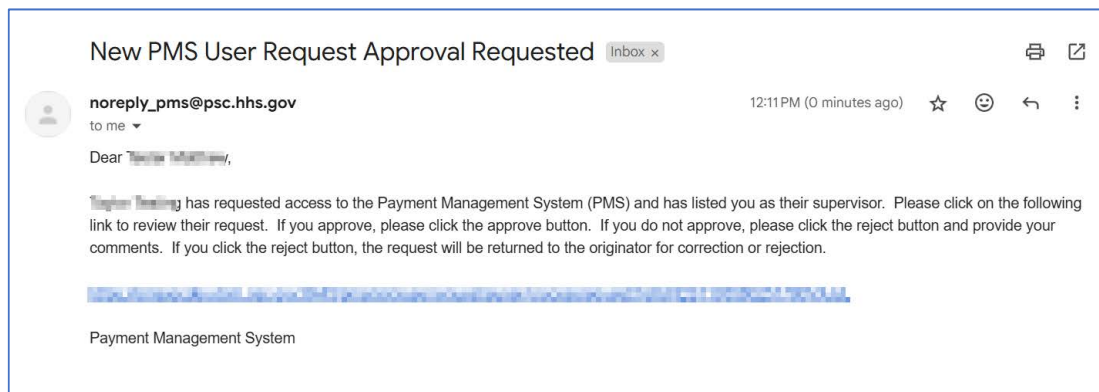 New PMS User Request Approval Requested Inbox ×
noreply_pms@psc.hhs.gov 12:11 PM (0 minutes ago)
to me
Dear
has requested access to the Payment Management System (PMS) and has listed you as their supervisor. Please click on the following
link to review their request. If you approve, please click the approve button. If you do not approve, please click the reject button and provide your
comments. If you click the reject button, the request will be returned to the originator for correction or rejection.
Payment Management System